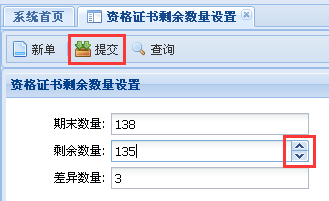 系统首页 资格证书剩余数量设置
新单 提交 查询
资格证书剩余数量设置
期末数量: 138
剩余数量: 135
差异数量: 3